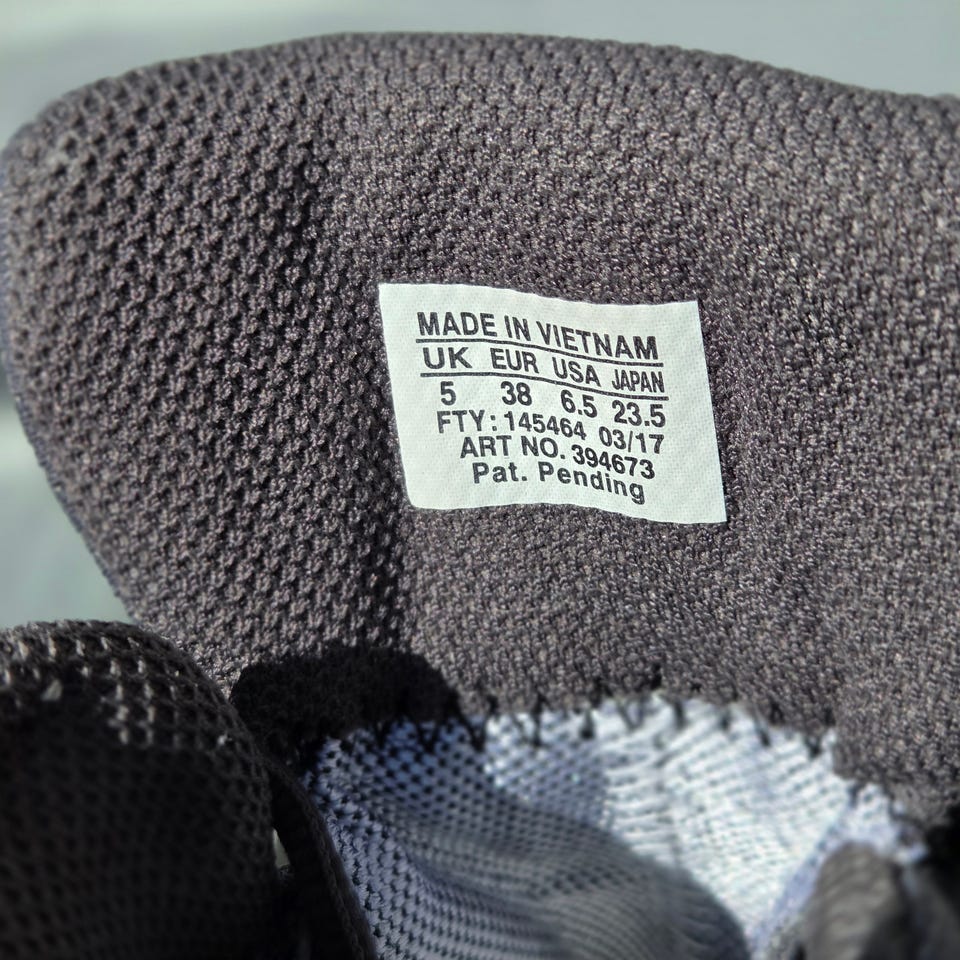 MADE IN VIETNAM
UK EUR USA JAPAN
5 38 6.5 23.5
FTY: 145464 03/17
ART NO. 394673
Pat. Pending